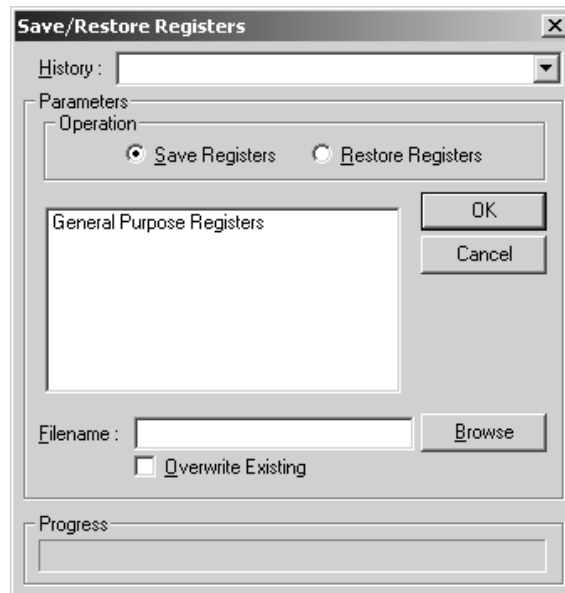 Save/Restore Registers
History :
Parameters
Operation
Save Registers Restore Registers
General Purpose Registers
OK
Cancel
Filename :
Browse
Overwrite Existing
Progress